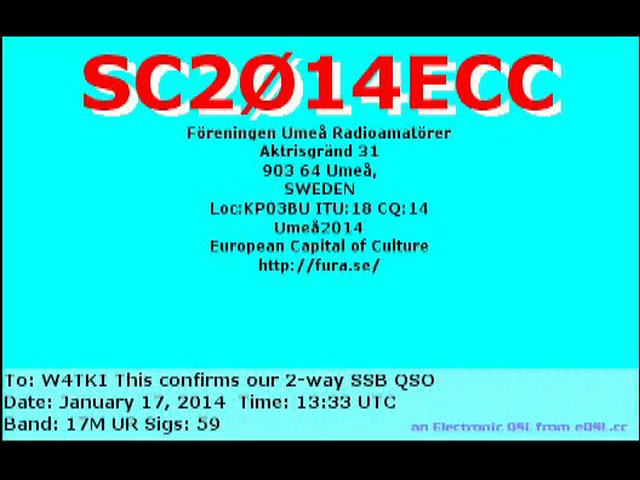 SC2Ø14ECC
Föreningen Umeå Radioamatörer
Aktrisgränd 31
903 64 Umeå,
SWEDEN
Loc:KP03BU ITU:18 CQ:14
Umeå2014
European Capital of Culture
http://fura.se/
To: W4TKI This confirms our 2-way SSB QSO
Date: January 17, 2014 Time: 13:33 UTC
Band: 17M UR Sigs: 59
an Electronic QSL from eQSL.cc